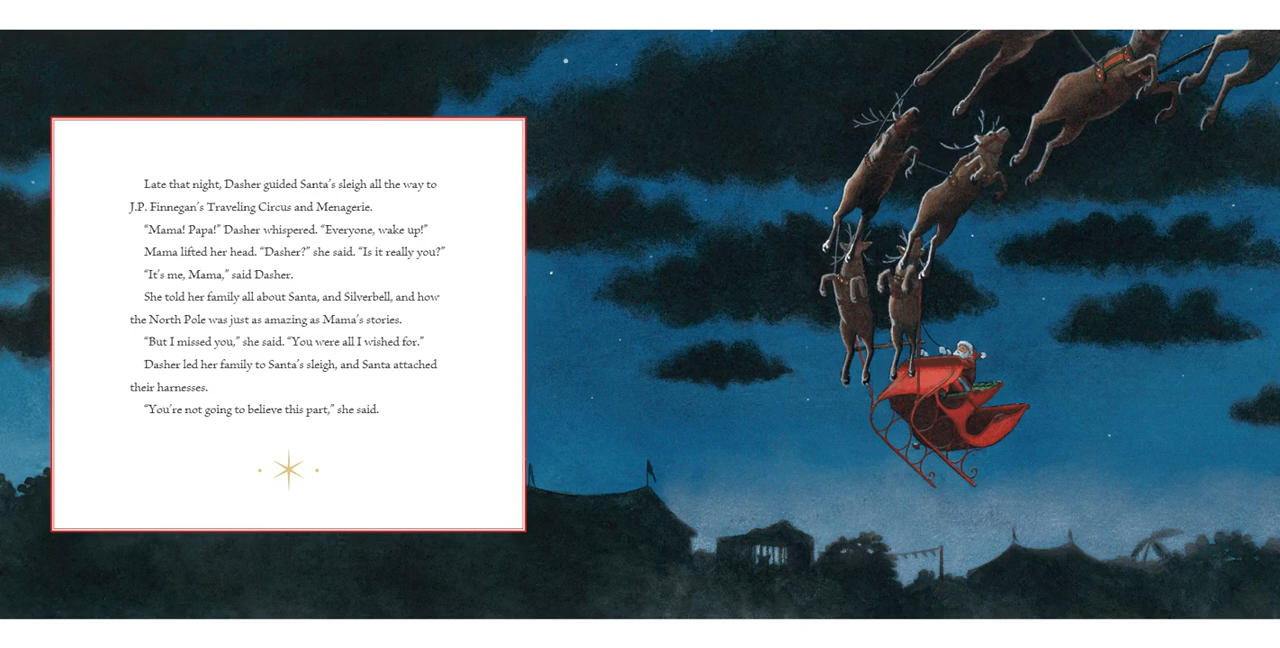 Late that night, Dasher guided Santa’s sleigh all the way to
J.P. Finnegan’s Traveling Circus and Menagerie.
“Mama! Papa!” Dasher whispered. “Everyone, wake up!”
Mama lifted her head. “Dasher?” she said. “Is it really you?”
“It’s me, Mama,” said Dasher.
She told her family all about Santa, and Silverbell, and how
the North Pole was just as amazing as Mama’s stories.
“But I missed you,” she said. “You were all I wished for.”
Dasher led her family to Santa’s sleigh, and Santa attached
their harnesses.
“You’re not going to believe this part,” she said.